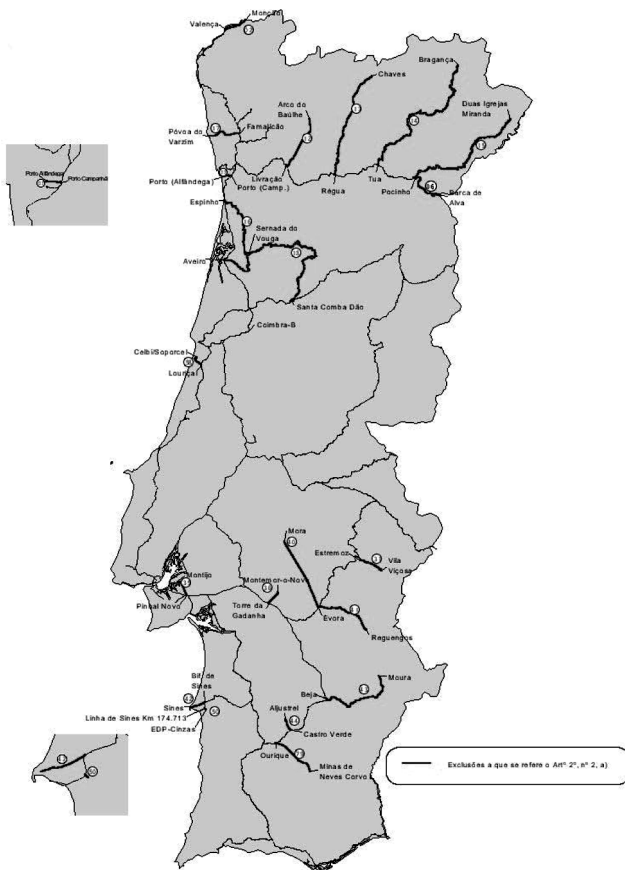 Monção
Valença
Bragança
Chaves
Duas Igrejas
Miranda
Arco do
Baúlhe
Famalicão
Póvoa do
Varzim
Porto Alfândega
Porto Campanhã
Porto (Alfândega)
Livração
Porto (Camp.)
Régua
Tua
Pocinho
Barca de
Alva
Espinho
Sernada do
Vouga
Aveiro
Santa Comba Dão
Coimbra-B
Celbi/Soporcel
Louriçal
Mora
Estremoz
Vila
Viçosa
Montijo
Montemor-o-Novo
Pinhal Novo
Torre da
Gadanha
Évora
Reguengos
Bif. de
Sines
Moura
Sines
Beja
Linha de Sines Km 174.713
Aljustrel
EDP-Cinzas
Castro Verde
Ourique
Minas de
Neves Corvo
Exclusões a que se refere o Artº 2º, nº 2, a)